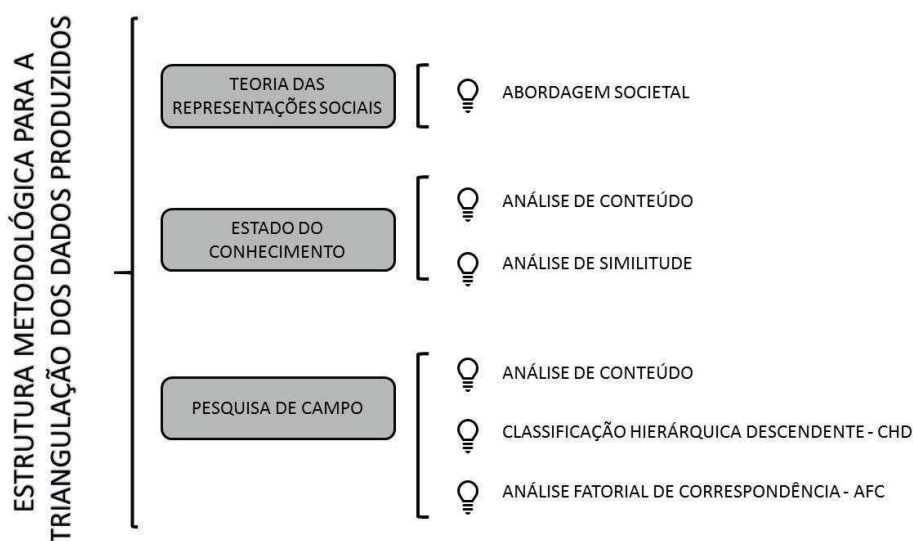 ESTRUTURA METODOLÓGICA PARA A
TRIANGULAÇÃO DOS DADOS PRODUZIDOS
TEORIA DAS
REPRESENTAÇÕES SOCIAIS
ABORDAGEM SOCIETAL
ESTADO DO
CONHECIMENTO
ANÁLISE DE CONTEÚDO
ANÁLISE DE SIMILITUDE
PESQUISA DE CAMPO
ANÁLISE DE CONTEÚDO
CLASSIFICAÇÃO HIERÁRQUICA DESCENDENTE - CHD
ANÁLISE FATORIAL DE CORRESPONDÊNCIA - AFC